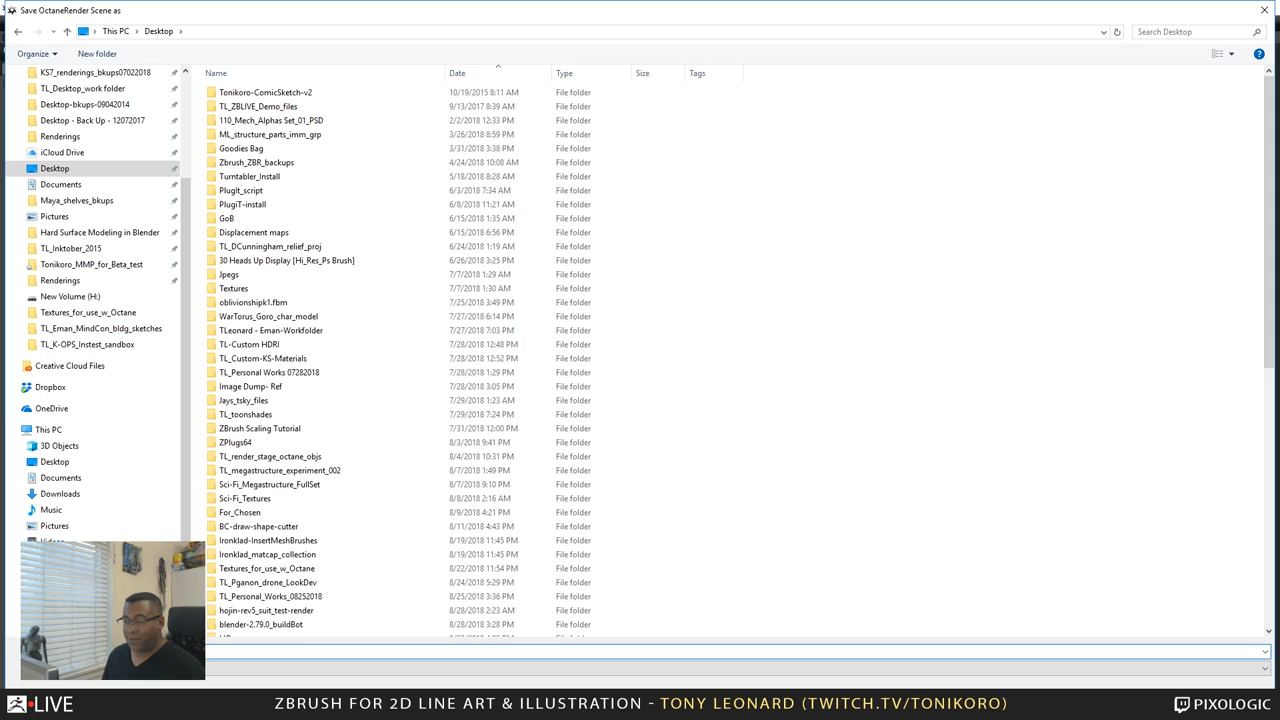 Save OctaneRender Scene as
This PC > Desktop >
Search Desktop
Organize
New folder
KS7_renderings_bkups07022018
TL_Desktop_work folder
Desktop-bkups-09042014
Desktop - Back Up - 12072017
Renderings
iCloud Drive
Desktop
Documents
Maya_shelves_bkups
Pictures
Hard Surface Modeling in Blender
TL_Inktober_2015
Tonikoro_MMP_for_Beta_test
Renderings
New Volume (H:)
Textures_for_use_w_Octane
TL_Eman_MindCon_bldg_sketches
TL_K-OPS_Instest_sandbox
Creative Cloud Files
Dropbox
OneDrive
This PC
3D Objects
Desktop
Documents
Downloads
Music
Pictures
Name Date Type Size Tags
Tonikoro-ComicSketch-v2 10/19/2015 8:11 AM File folder
TL_ZBLIVE_Demo_files 9/13/2017 8:39 AM File folder
110_Mech_Alphas Set_01_PSD 2/2/2018 12:33 PM File folder
ML_structure_parts_imm_grp 3/26/2018 8:59 PM File folder
Goodies Bag 3/31/2018 3:38 PM File folder
Zbrush_ZBR_backups 4/24/2018 10:08 AM File folder
Turntabler_Install 5/18/2018 8:28 AM File folder
PlugIt_script 6/3/2018 7:34 AM File folder
PlugiT-install 6/8/2018 11:21 AM File folder
GoB 6/15/2018 1:35 AM File folder
Displacement maps 6/15/2018 6:56 PM File folder
TL_DCunningham_relief_proj 6/24/2018 1:19 AM File folder
30 Heads Up Display [Hi_Res_Ps Brush] 6/26/2018 3:25 PM File folder
Jpegs 7/7/2018 1:29 AM File folder
Textures 7/7/2018 1:30 AM File folder
oblivionshipk1.fbm 7/25/2018 3:49 PM File folder
WarTorus_Goro_char_model 7/27/2018 6:14 PM File folder
TLeonard - Eman-Workfolder 7/27/2018 7:03 PM File folder
TL-Custom HDRI 7/28/2018 12:48 PM File folder
TL_Custom-KS-Materials 7/28/2018 12:52 PM File folder
TL_Personal Works 07282018 7/28/2018 1:29 PM File folder
Image Dump- Ref 7/28/2018 3:05 PM File folder
Jays_tsky_files 7/29/2018 1:23 AM File folder
TL_toonshades 7/29/2018 7:24 PM File folder
ZBrush Scaling Tutorial 7/31/2018 12:00 PM File folder
ZPlugs64 8/3/2018 9:41 PM File folder
TL_render_stage_octane_objs 8/4/2018 10:31 PM File folder
TL_megastructure_experiment_002 8/7/2018 1:49 PM File folder
Sci-Fi_Megastructure_FullSet 8/7/2018 9:10 PM File folder
Sci-Fi_Textures 8/8/2018 2:16 AM File folder
For_Chosen 8/9/2018 4:21 PM File folder
BC-draw-shape-cutter 8/11/2018 4:43 PM File folder
Ironklad-InsertMeshBrushes 8/19/2018 11:45 PM File folder
Ironklad_matcap_collection 8/19/2018 11:45 PM File folder
Textures_for_use_w_Octane 8/22/2018 11:54 PM File folder
TL_Pganon_drone_LookDev 8/24/2018 5:29 PM File folder
TL_Personal_Works_08252018 8/25/2018 3:36 PM File folder
hojin-rev5_suit_test-render 8/28/2018 2:23 AM File folder
blender-2.79.0_buildBot 8/28/2018 6:24 PM File folder
LIVE
ZBRUSH FOR 2D LINE ART & ILLUSTRATION - TONY LEONARD (TWITCH.TV/TONIKORO)
PIXOLOGIC